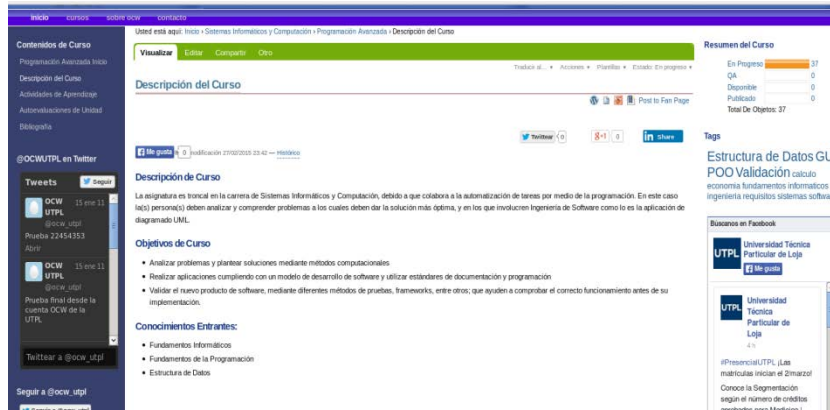 inicio cursos sobre ocw contacto
Usted está aquí: Inicio › Sistemas Informáticos y Computación › Programación Avanzada › Descripción del Curso
Contenidos de Curso
Programación Avanzada Inicio
Descripción del Curso
Actividades de Aprendizaje
Autoevaluaciones de Unidad
Bibliografía
@OCWUTPL en Twitter
Tweets Seguir
OCW UTPL 15 ene 11
@ocw_utpl
Prueba 22454353
Abrir
OCW UTPL 15 ene 11
@ocw_utpl
Prueba final desde la
cuenta OCW de la
UTPL
Twittear a @ocw_utpl
Seguir a @ocw_utpl
Visualizar Editar Compartir Otro
Traducir al... Acciones Plantillas Estado: En progreso
Descripción del Curso
Post to Fan Page
Twittear 0 g+1 0 in Share
Me gusta 0 modificación 27/02/2015 23:42 — Histórico
Descripción de Curso
La asignatura es troncal en la carrera de Sistemas Informáticos y Computación, debido a que colabora a la automatización de tareas por medio de la programación. En este caso
la(s) persona(s) deben analizar y comprender problemas a los cuales deben dar la solución más óptima, y en los que involucren Ingeniería de Software como lo es la aplicación de
diagramado UML.
Objetivos de Curso
• Analizar problemas y plantear soluciones mediante métodos computacionales
• Realizar aplicaciones cumpliendo con un modelo de desarrollo de software y utilizar estándares de documentación y programación
• Validar el nuevo producto de software, mediante diferentes métodos de pruebas, frameworks, entre otros; que ayuden a comprobar el correcto funcionamiento antes de su
implementación.
Conocimientos Entrantes:
• Fundamentos Informáticos
• Fundamentos de la Programación
• Estructura de Datos
Resumen del Curso
En Progreso 37
QA 0
Disponible 0
Publicado 0
Total De Objetos: 37
Tags
Estructura de Datos GU
POO Validación calculo
economia fundamentos informaticos
ingenieria requisitos sistemas softwa
Búscanos en Facebook
UTPL Universidad Técnica
Particular de Loja
Me gusta
UTPL Universidad
Técnica
Particular de
Loja
4 h
#PresencialUTPL ¡Las
matrículas inician el 2!marzo!
Conoce la Segmentación
según el número de créditos